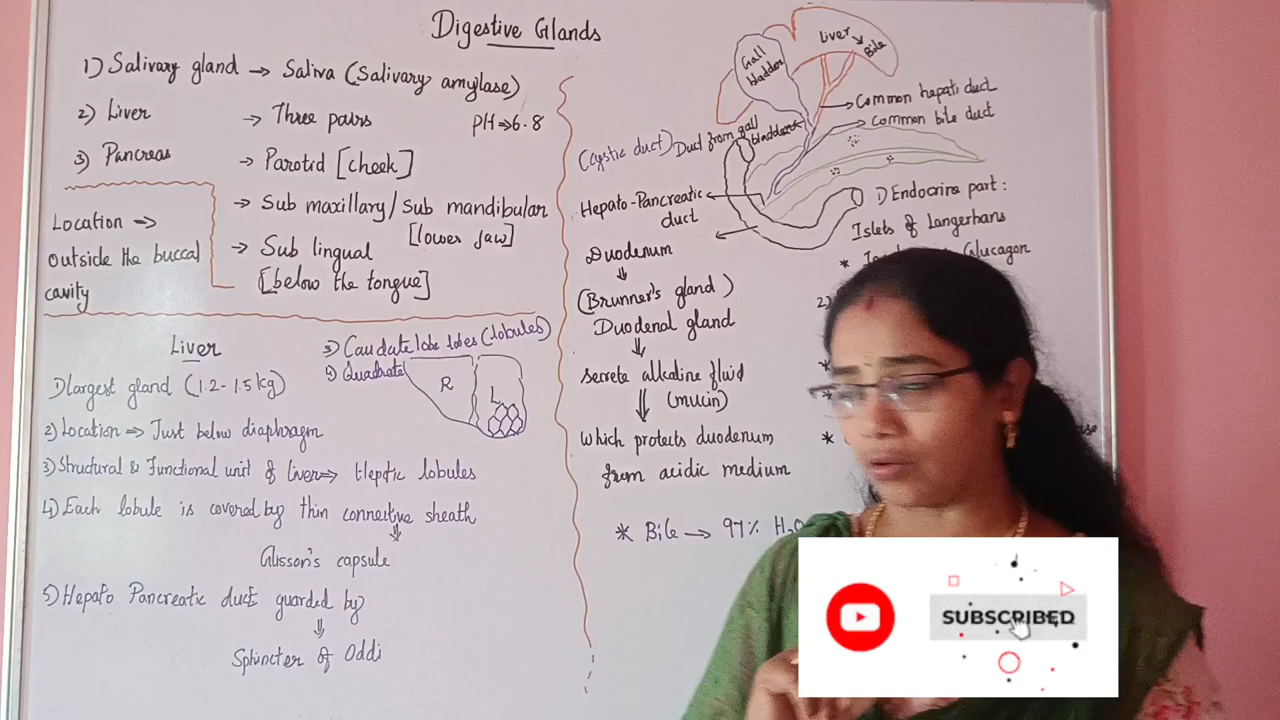 Digestive Glands
1) Salivary gland → Saliva (Salivary amylase)
2) Liver → Three pairs PH ⇒ 6.8
3) Pancreas → Parotid [cheek]
→ Sub maxillary/Sub mandibular
[lower jaw]
→ Sub lingual
[below the tongue]
Location ⇒
outside the buccal
cavity
Liver
3) Caudate lobe lobes (lobules)
4) Quadrate
R
L
1) largest gland (1.2-1.5kg)
2) Location ⇒ Just below diaphragm
3) Structural & Functional unit of liver ⇒ Heptic lobules
4) Each lobule is covered by thin connective sheath
⇓
Glisson's capsule
5) Hepato Pancreatic duct guarded by
⇓
Sphincter of Oddi
Gall
bladder
Liver
Bile
→ Common hepati duct
→ Common bile duct
(cystic duct) Duct from gall
bladder
Hepato-Pancreatic
duct
Duodenum
⇓
(Brunner's gland)
Duodenal gland
⇓
secrete alkaline fluid
(mucin)
⇓
which protects duodenum
from acidic medium
* Bile → 97% H2O
1) Endocrine part:
Islets of Langerhans
* Glucagon
2)
*
*
*
SUBSCRIBED